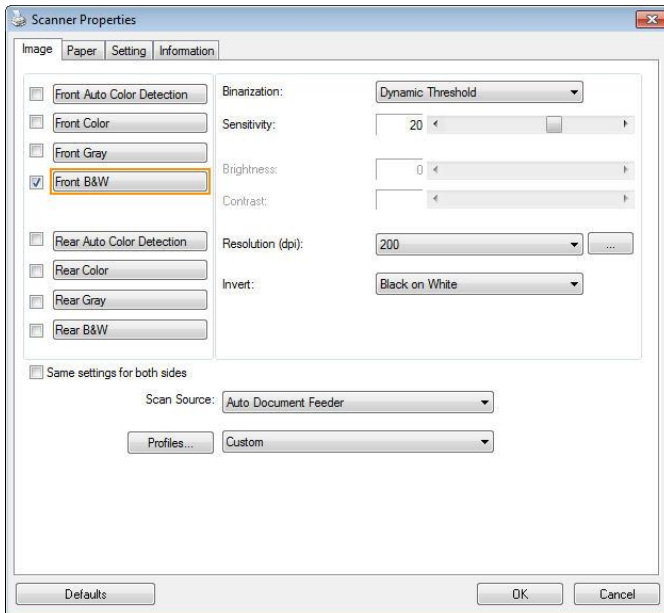 Scanner Properties
Image Paper Setting Information
Front Auto Color Detection
Front Color
Front Gray
Front B&W
Rear Auto Color Detection
Rear Color
Rear Gray
Rear B&W
Binarization: Dynamic Threshold
Sensitivity: 20
Brightness: 0
Contrast:
Resolution (dpi): 200 ...
Invert: Black on White
Same settings for both sides
Scan Source: Auto Document Feeder
Profiles... Custom
Defaults OK Cancel